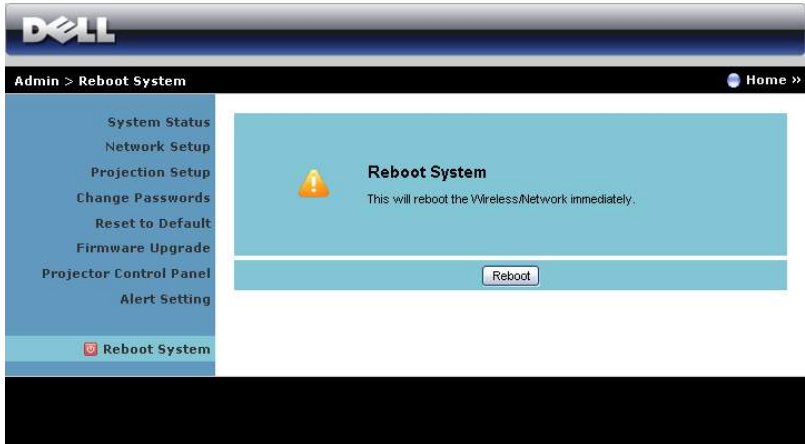 DELL
Admin > Reboot System
Home »
System Status
Network Setup
Projection Setup
Change Passwords
Reset to Default
Firmware Upgrade
Projector Control Panel
Alert Setting
Reboot System
Reboot System
This will reboot the Wireless/Network immediately.
Reboot